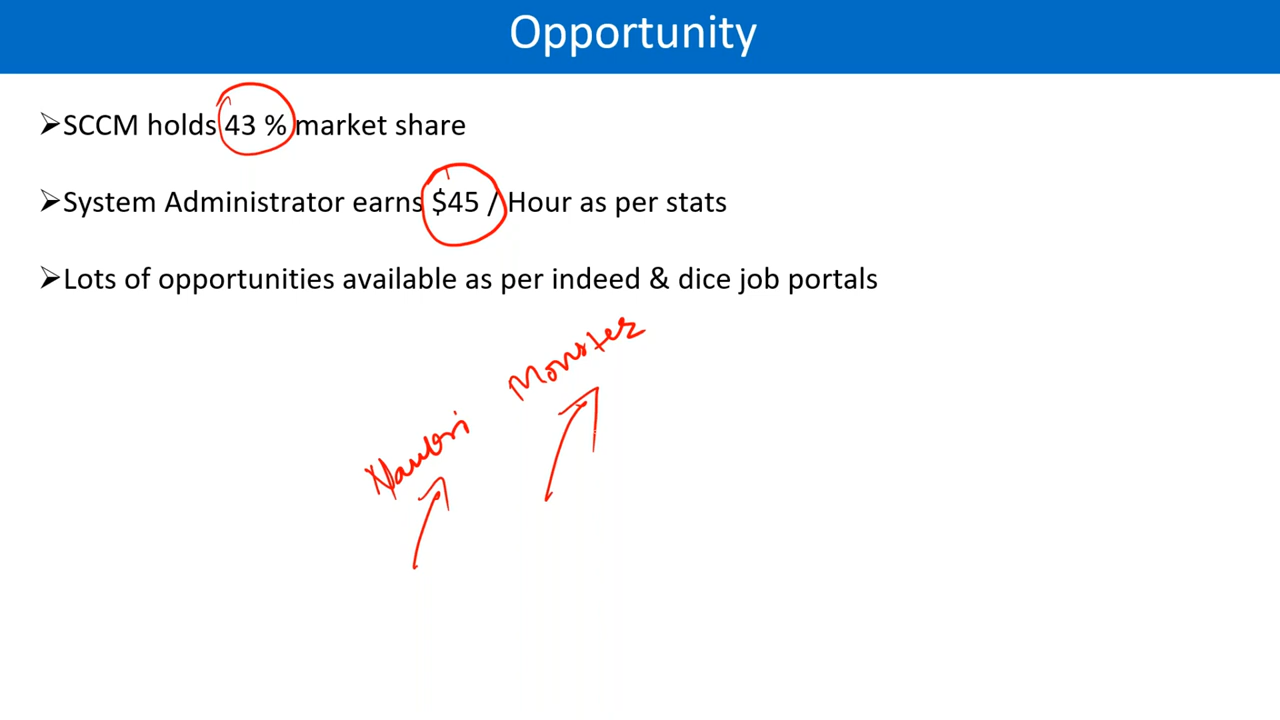 Opportunity
➢SCCM holds 43 % market share
➢System Administrator earns $45 / Hour as per stats
➢Lots of opportunities available as per indeed & dice job portals
Monster
Naukri